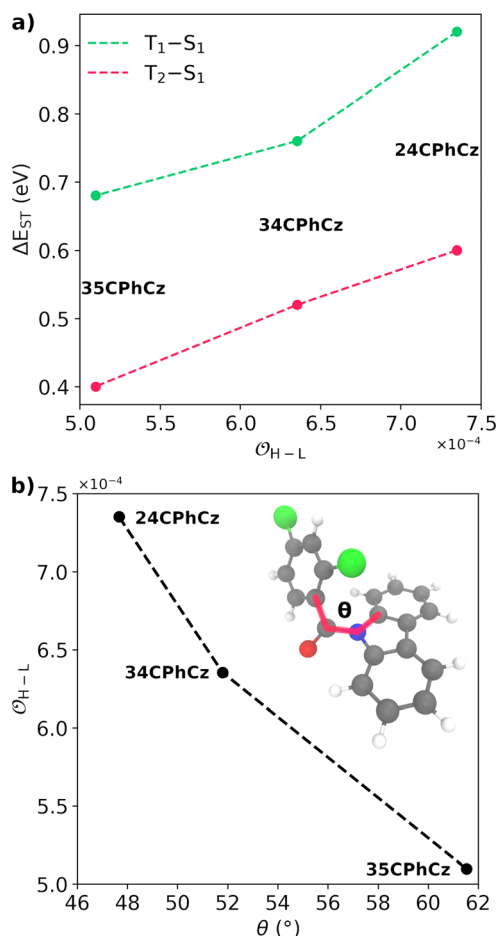 a)
T₁−S₁
T₂−S₁
ΔE_ST (eV)
0.9
0.8
0.7
0.6
0.5
0.4
24CPhCz
34CPhCz
35CPhCz
5.0 5.5 6.0 6.5 7.0 7.5
×10⁻⁴
𝒪_H−L
b)
×10⁻⁴
7.5
7.0
6.5
6.0
5.5
5.0
𝒪_H−L
24CPhCz
34CPhCz
35CPhCz
θ
46 48 50 52 54 56 58 60 62
θ (°)